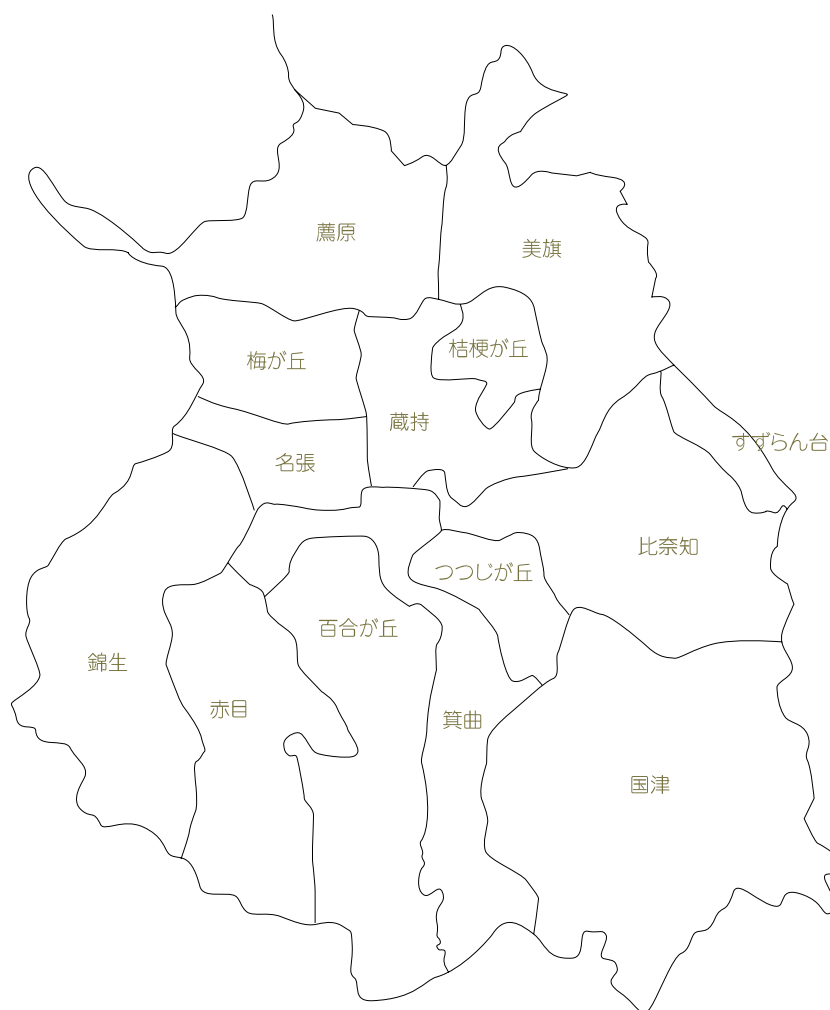 薦原
美旗
桔梗が丘
梅が丘
蔵持
すずらん台
名張
比奈知
つつじが丘
百合が丘
錦生
赤目
箕曲
国津